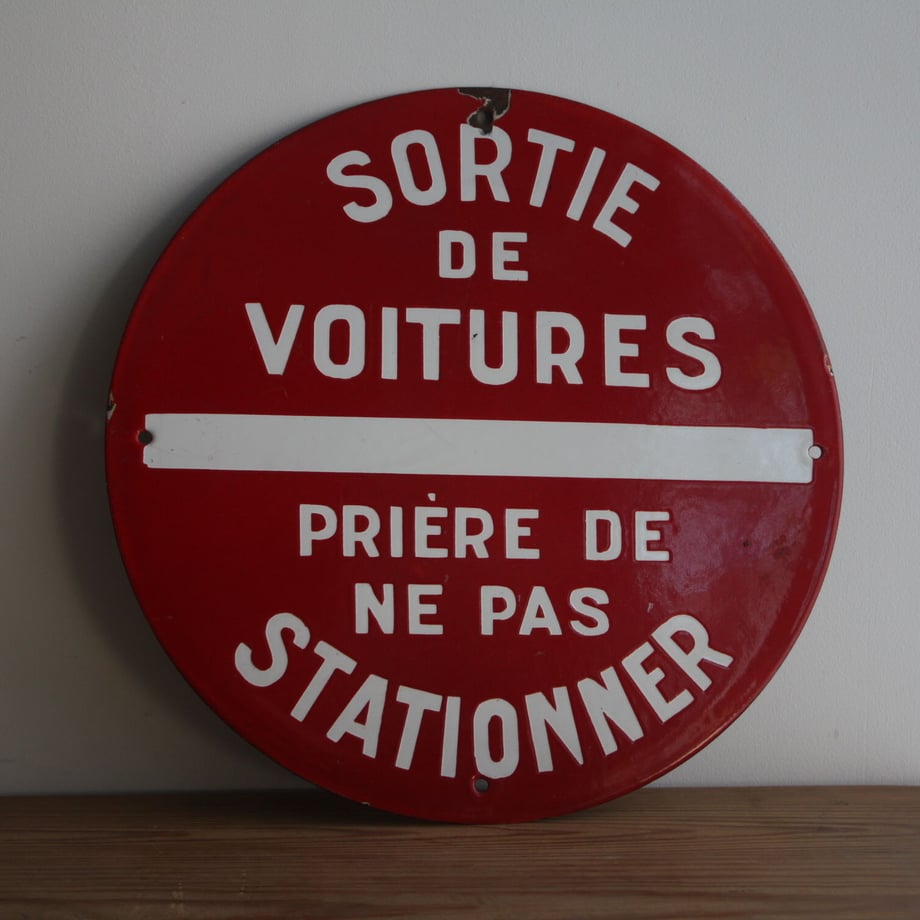 SORTIE
DE
VOITURES
PRIÈRE DE
NE PAS
STATIONNER